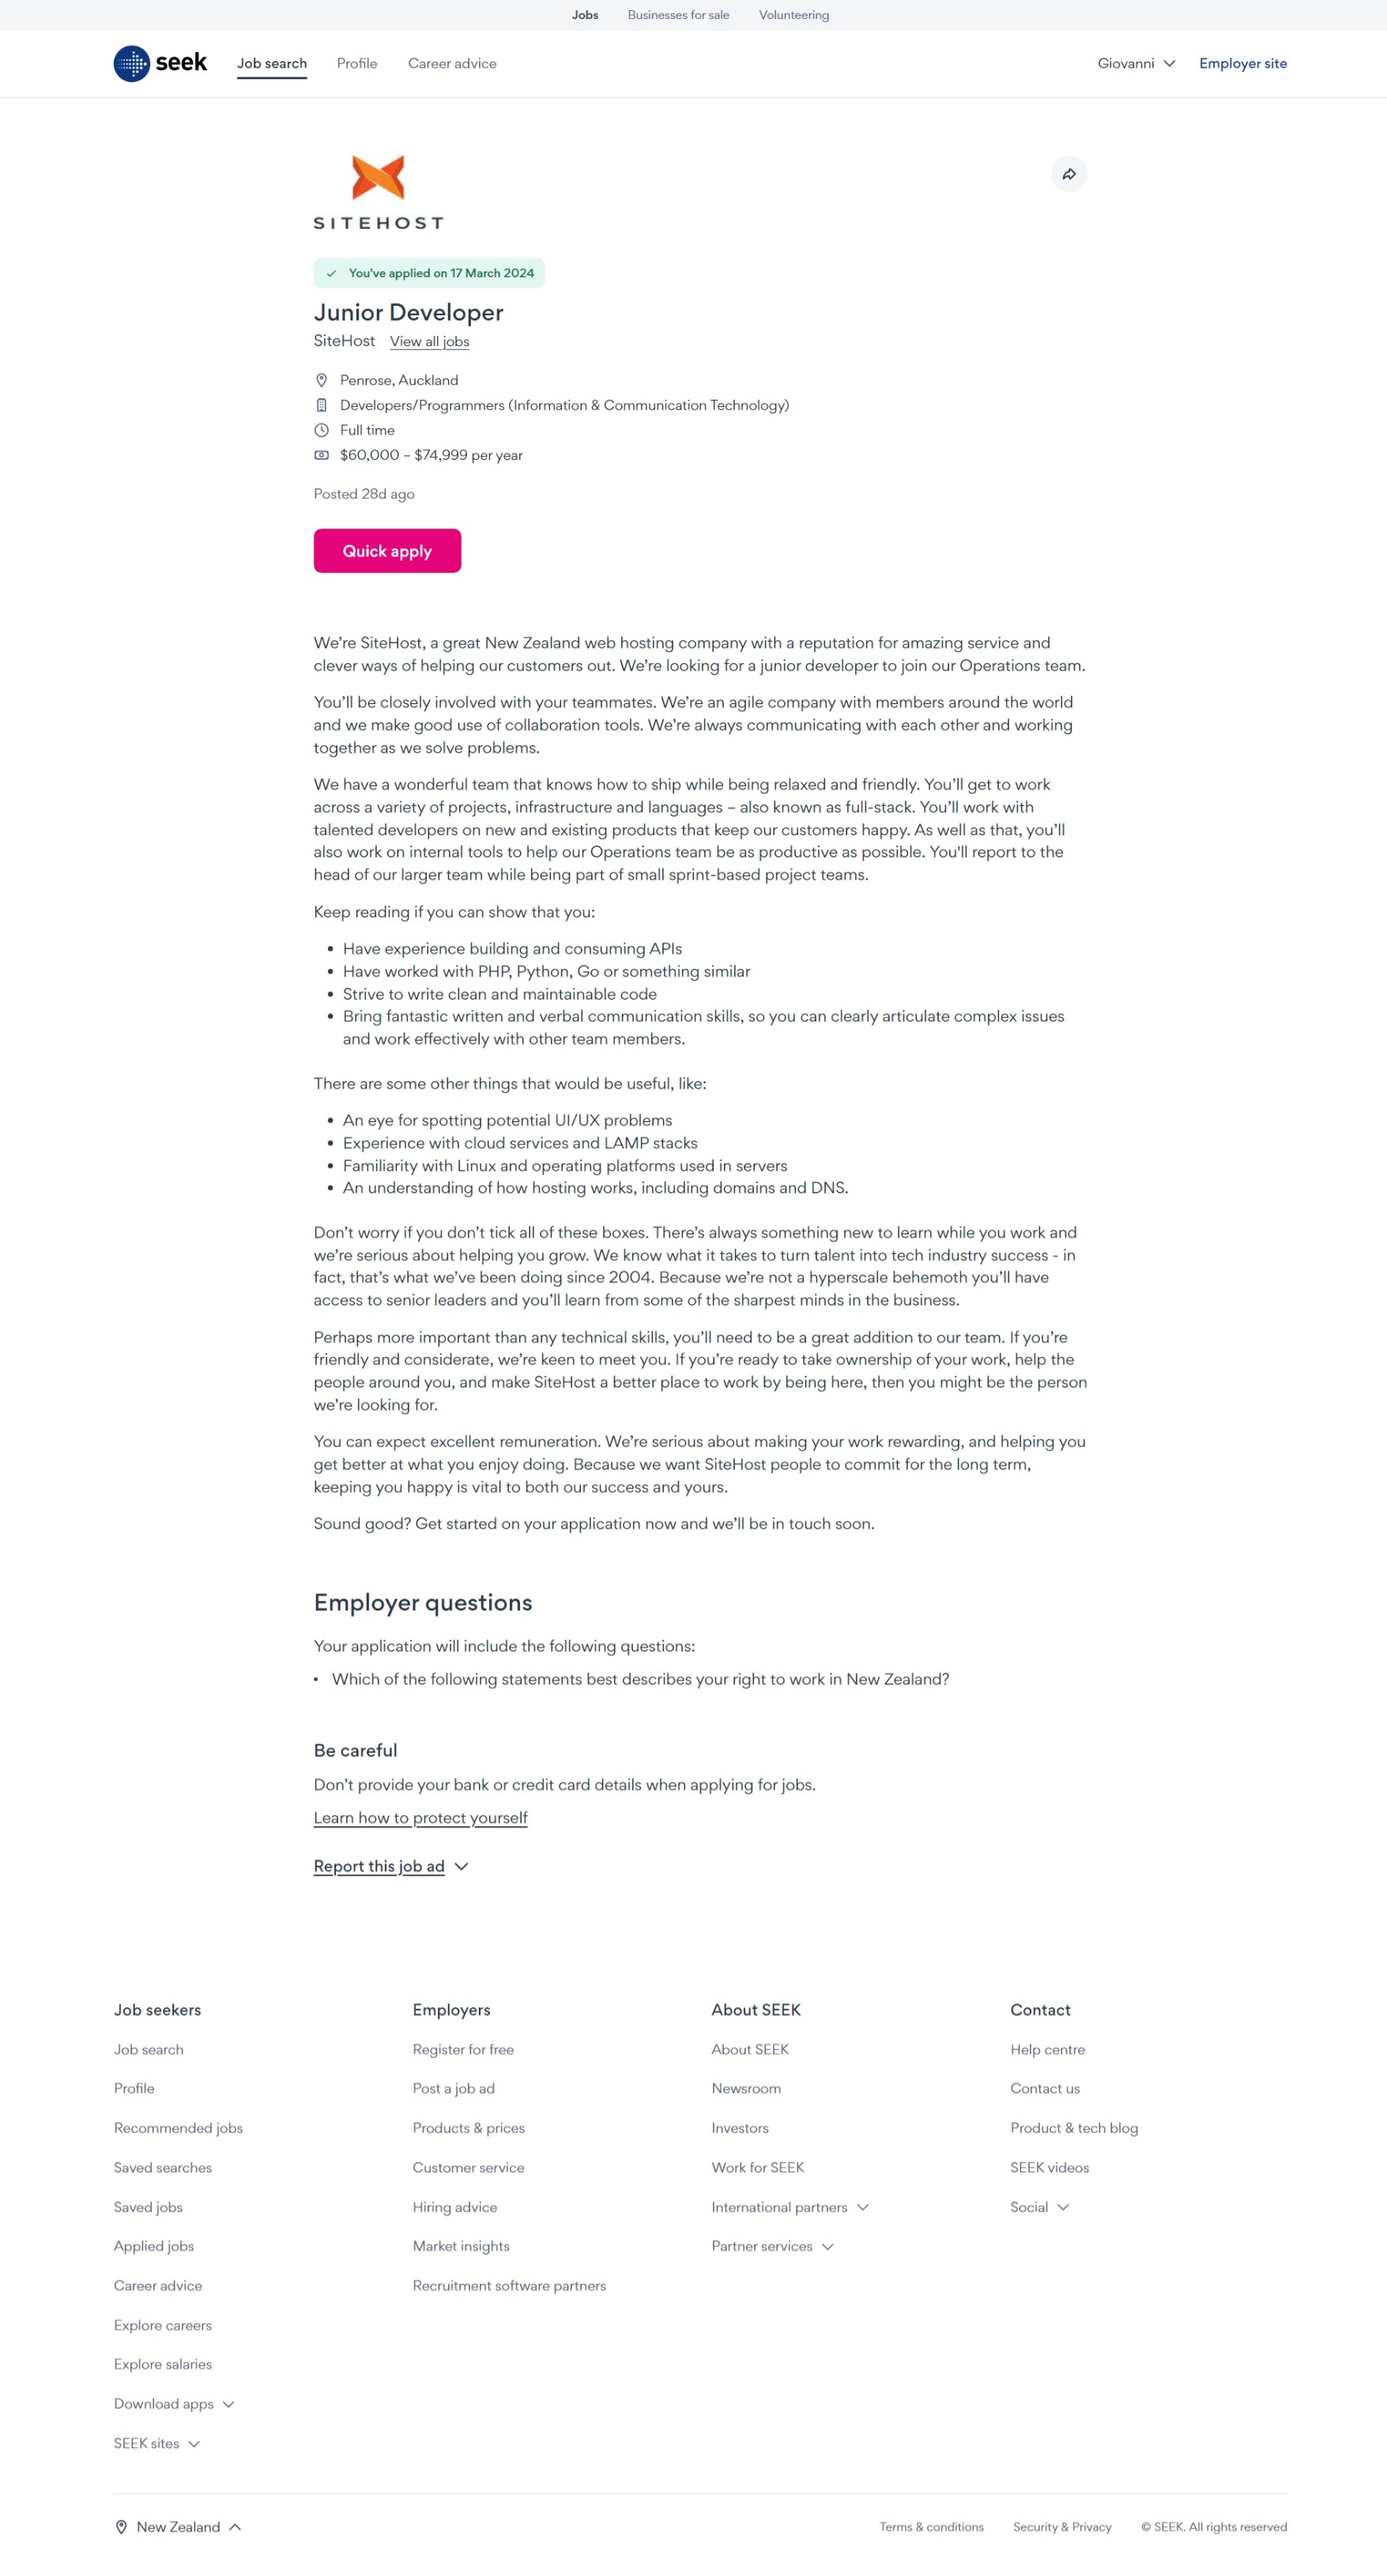 Jobs Businesses for sale Volunteering
seek Job search Profile Career advice Giovanni Employer site
SITEHOST
You've applied on 17 March 2024
Junior Developer
SiteHost View all jobs
Penrose, Auckland
Developers/Programmers (Information & Communication Technology)
Full time
$60,000 – $74,999 per year
Posted 28d ago
Quick apply
We’re SiteHost, a great New Zealand web hosting company with a reputation for amazing service and
clever ways of helping our customers out. We’re looking for a junior developer to join our Operations team.
You’ll be closely involved with your teammates. We’re an agile company with members around the world
and we make good use of collaboration tools. We’re always communicating with each other and working
together as we solve problems.
We have a wonderful team that knows how to ship while being relaxed and friendly. You’ll get to work
across a variety of projects, infrastructure and languages – also known as full-stack. You’ll work with
talented developers on new and existing products that keep our customers happy. As well as that, you’ll
also work on internal tools to help our Operations team be as productive as possible. You'll report to the
head of our larger team while being part of small sprint-based project teams.
Keep reading if you can show that you:
• Have experience building and consuming APIs
• Have worked with PHP, Python, Go or something similar
• Strive to write clean and maintainable code
• Bring fantastic written and verbal communication skills, so you can clearly articulate complex issues
and work effectively with other team members.
There are some other things that would be useful, like:
• An eye for spotting potential UI/UX problems
• Experience with cloud services and LAMP stacks
• Familiarity with Linux and operating platforms used in servers
• An understanding of how hosting works, including domains and DNS.
Don’t worry if you don’t tick all of these boxes. There’s always something new to learn while you work and
we’re serious about helping you grow. We know what it takes to turn talent into tech industry success - in
fact, that’s what we’ve been doing since 2004. Because we’re not a hyperscale behemoth you’ll have
access to senior leaders and you’ll learn from some of the sharpest minds in the business.
Perhaps more important than any technical skills, you’ll need to be a great addition to our team. If you’re
friendly and considerate, we’re keen to meet you. If you’re ready to take ownership of your work, help the
people around you, and make SiteHost a better place to work by being here, then you might be the person
we’re looking for.
You can expect excellent remuneration. We’re serious about making your work rewarding, and helping you
get better at what you enjoy doing. Because we want SiteHost people to commit for the long term,
keeping you happy is vital to both our success and yours.
Sound good? Get started on your application now and we’ll be in touch soon.
Employer questions
Your application will include the following questions:
• Which of the following statements best describes your right to work in New Zealand?
Be careful
Don’t provide your bank or credit card details when applying for jobs.
Learn how to protect yourself
Report this job ad
Job seekers Employers About SEEK Contact
Job search Register for free About SEEK Help centre
Profile Post a job ad Newsroom Contact us
Recommended jobs Products & prices Investors Product & tech blog
Saved searches Customer service Work for SEEK SEEK videos
Saved jobs Hiring advice International partners Social
Applied jobs Market insights Partner services
Career advice Recruitment software partners
Explore careers
Explore salaries
Download apps
SEEK sites
New Zealand Terms & conditions Security & Privacy © SEEK. All rights reserved